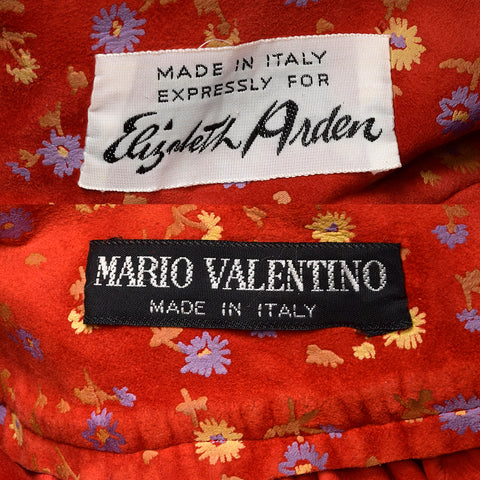 MADE IN ITALY
EXPRESSLY FOR
Elizabeth Arden
MARIO VALENTINO
MADE IN ITALY